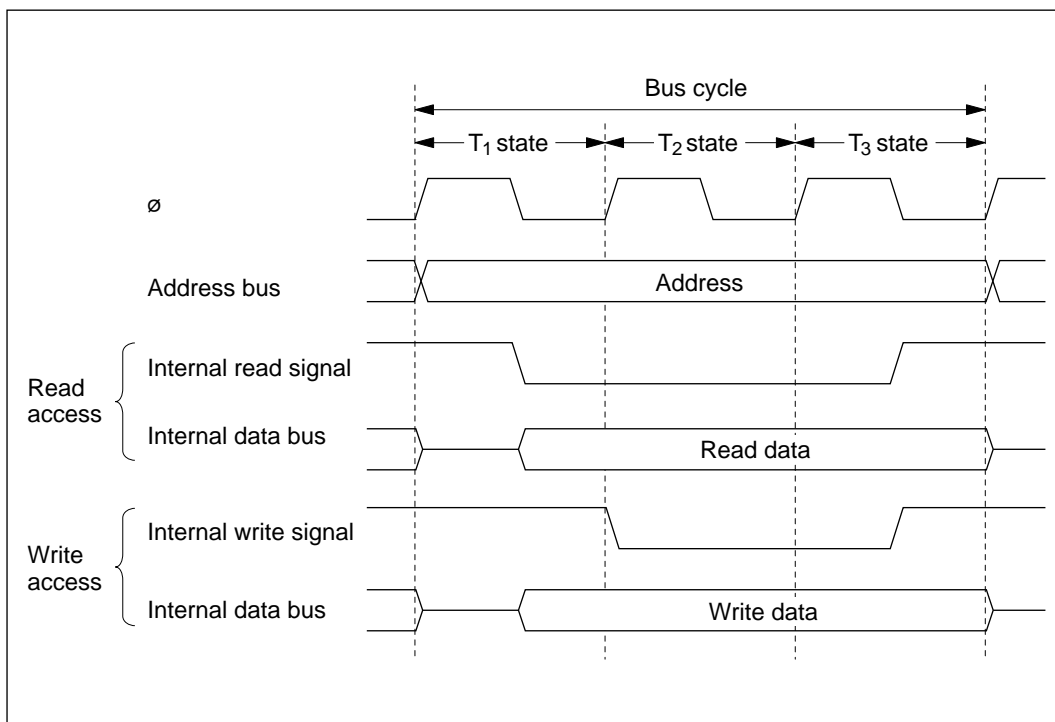 Bus cycle
T₁ state
T₂ state
T₃ state
ø
Address bus
Address
Read
access
Internal read signal
Internal data bus
Read data
Write
access
Internal write signal
Internal data bus
Write data